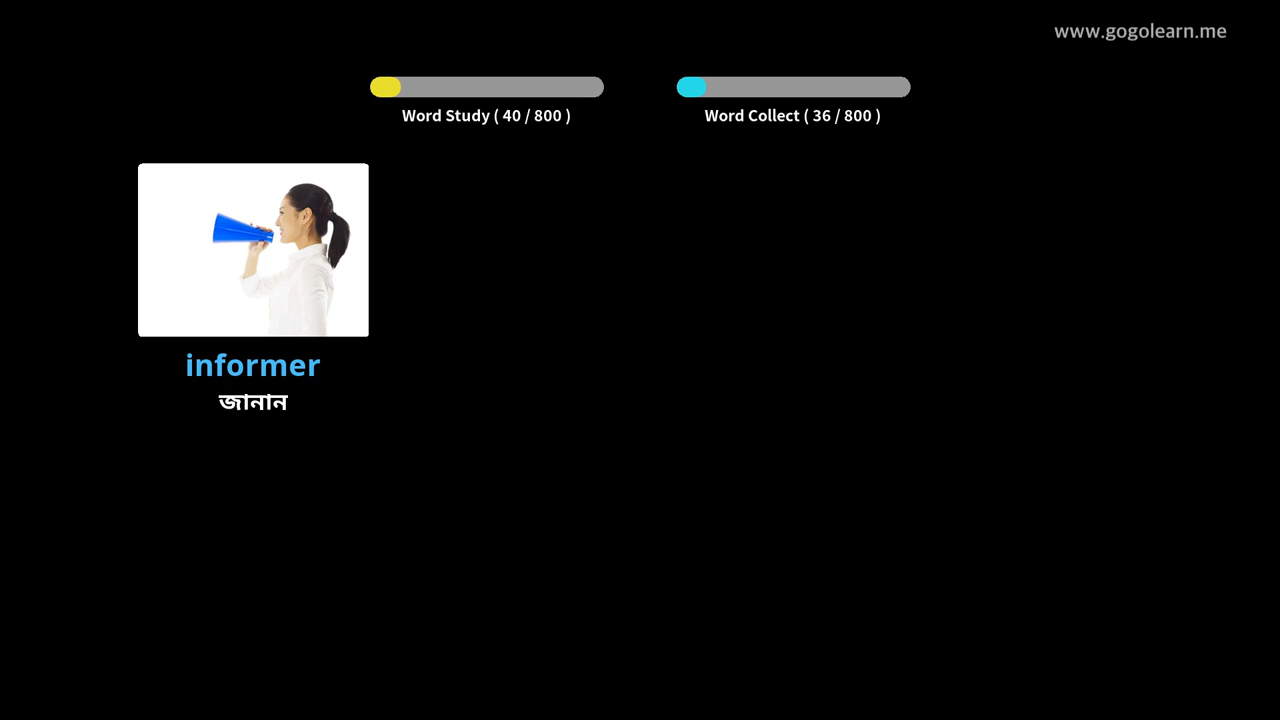 www.gogolearn.me
Word Study ( 40 / 800 )
Word Collect ( 36 / 800 )
informer
জানান